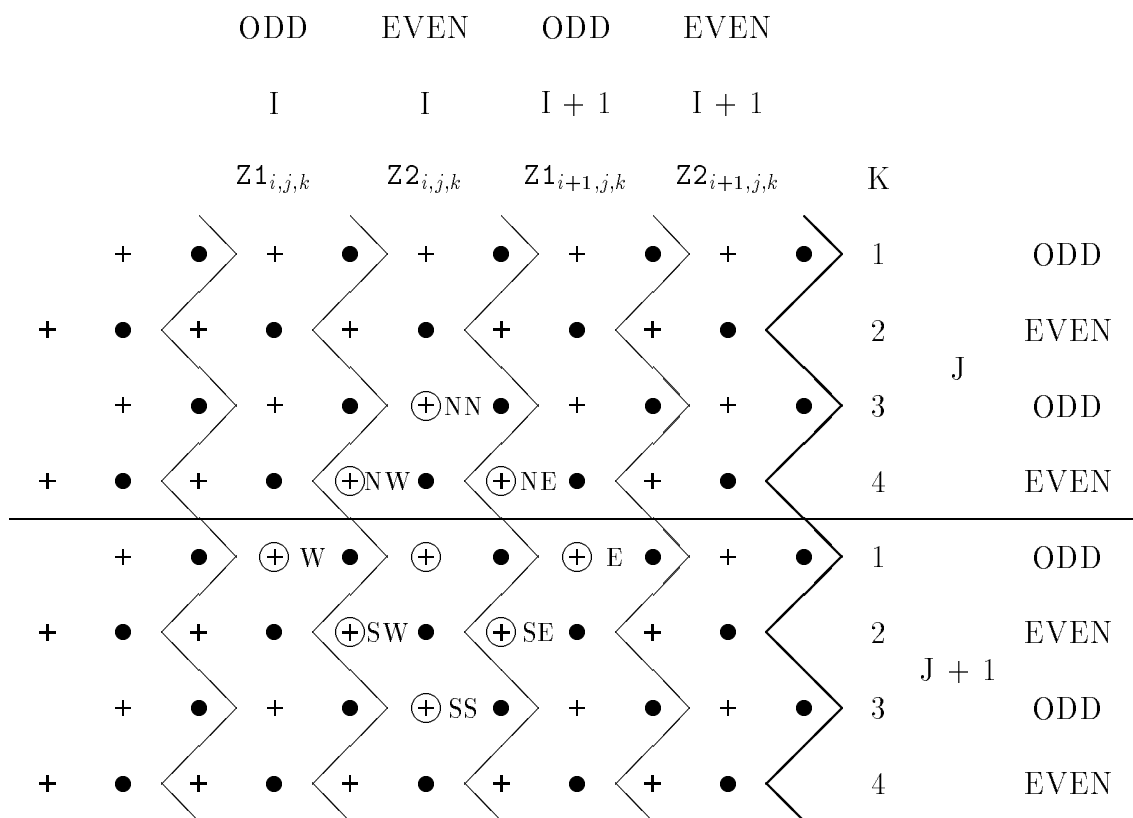 ODD EVEN ODD EVEN
I I I + 1 I + 1
Z1i,j,k Z2i,j,k Z1i+1,j,k Z2i+1,j,k K
1 ODD
2 EVEN
J
NN 3 ODD
NW NE 4 EVEN
W E 1 ODD
SW SE 2 EVEN
J + 1
SS 3 ODD
4 EVEN